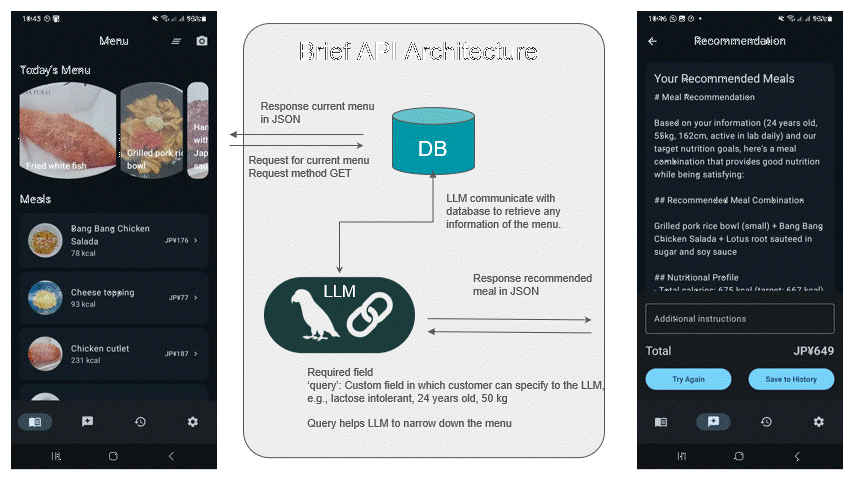 10:43
Menu
Today's Menu
Fried white fish
Grilled pork ri
bowl
Han
with
Jap
sau
Meals
Bang Bang Chicken
Salada
78 kcal
JP¥176
Cheese topping
93 kcal
JP¥77
Chicken cutlet
231 kcal
JP¥187
Brief API Architecture
Response current menu
in JSON
Request for current menu
Request method GET
DB
LLM communicate with
database to retrieve any
information of the menu.
LLM
Response recommended
meal in JSON
Required field
'query': Custom field in which customer can specify to the LLM,
e.g., lactose intolerant, 24 years old, 50 kg
Query helps LLM to narrow down the menu
Recommendation
Your Recommended Meals
# Meal Recommendation
Based on your information (24 years old,
55kg, 162cm, active in lab daily) and our
target nutrition goals, here's a meal
combination that provides good nutrition
while being satisfying:
## Recommended Meal Combination
Grilled pork rice bowl (small) + Bang Bang
Chicken Salada + Lotus root sauteed in
sugar and soy sauce
## Nutritional Profile
- Total calories: 675 kcal (target: 667 kcal)
Additional instructions
Total
JP¥649
Try Again
Save to History